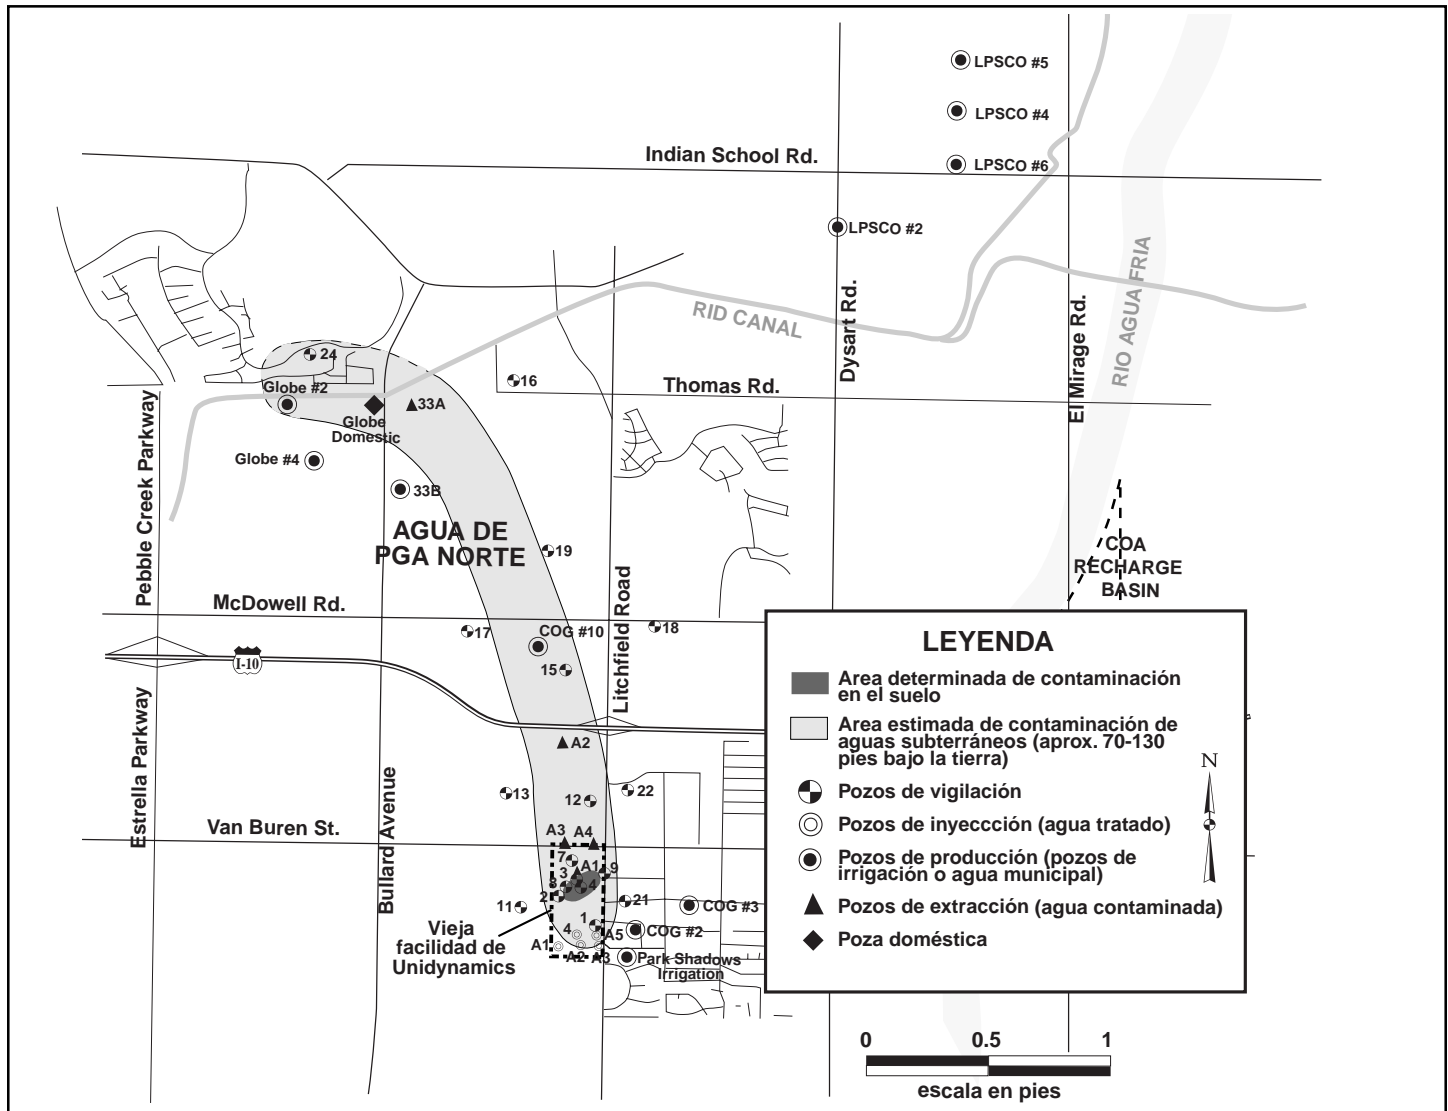 LPSCO #5
LPSCO #4
Indian School Rd.
LPSCO #6
LPSCO #2
RID CANAL
Dysart Rd.
El Mirage Rd.
RIO AGUA FRIA
24
16
Thomas Rd.
Globe #2
33A
Globe
Domestic
Globe #4
33B
Pebble Creek Parkway
AGUA DE
PGA NORTE
19
COA
RECHARGE
BASIN
McDowell Rd.
Litchfield Road
17
COG #10
18
15
I-10
A2
Estrella Parkway
Bullard Avenue
13
12
22
Van Buren St.
A3
A4
7
A1
9
3
8
4
2
11
21
COG #3
1
4
A5
COG #2
A1
A2
A3
Park Shadows
Irrigation
Vieja
facilidad de
Unidynamics
LEYENDA
Area determinada de contaminación
en el suelo
Area estimada de contaminación de
aguas subterráneos (aprox. 70-130
pies bajo la tierra)
Pozos de vigilación
Pozos de inyeccción (agua tratado)
Pozos de producción (pozos de
irrigación o agua municipal)
Pozos de extracción (agua contaminada)
Poza doméstica
N
0 0.5 1
escala en pies